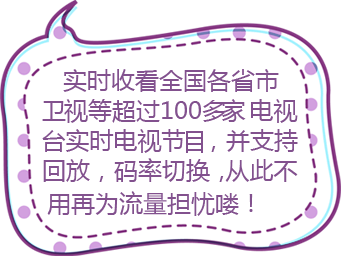 实时收看全国各省市
卫视等超过100多家电视
台实时电视节目，并支持
回放，码率切换，从此不
用再为流量担忧喽！